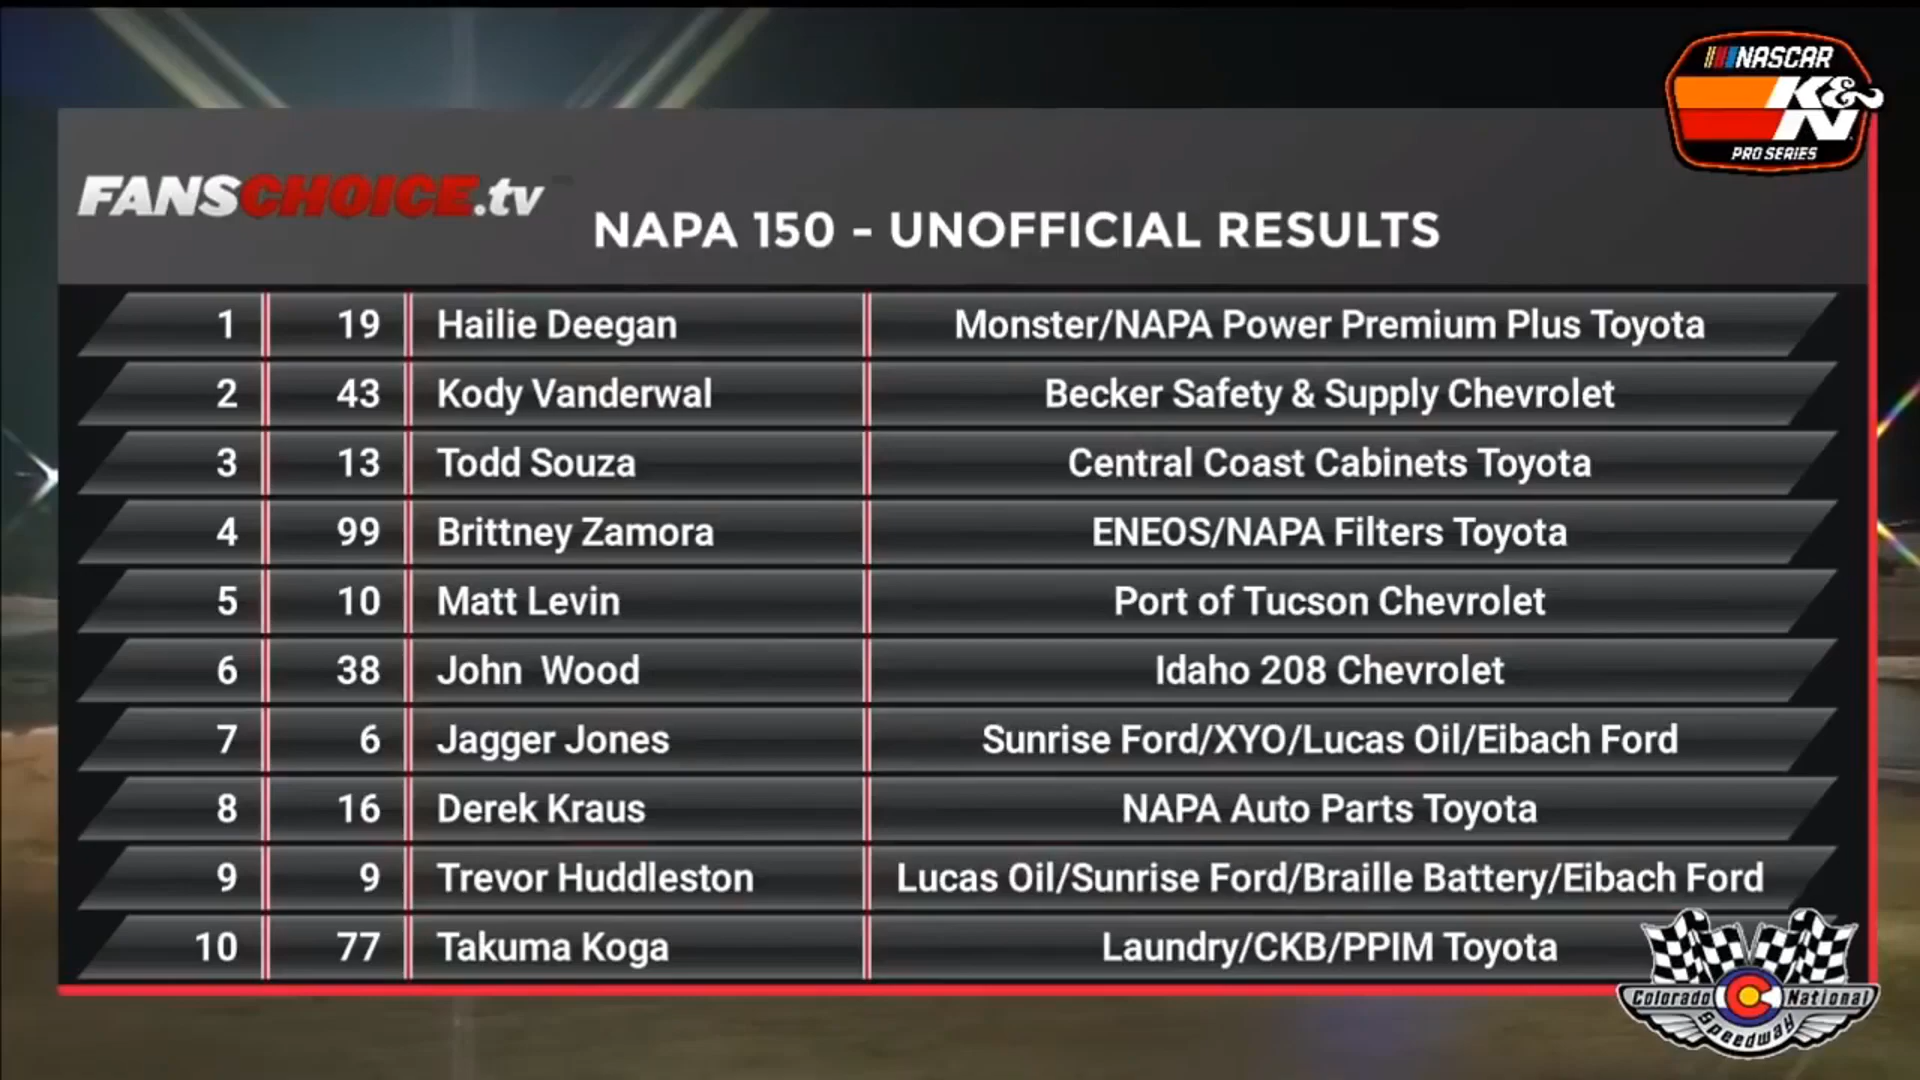 NASCAR
K&N
PRO SERIES
FANSCHOICE.tv
NAPA 150 - UNOFFICIAL RESULTS
1 19 Hailie Deegan Monster/NAPA Power Premium Plus Toyota
2 43 Kody Vanderwal Becker Safety & Supply Chevrolet
3 13 Todd Souza Central Coast Cabinets Toyota
4 99 Brittney Zamora ENEOS/NAPA Filters Toyota
5 10 Matt Levin Port of Tucson Chevrolet
6 38 John Wood Idaho 208 Chevrolet
7 6 Jagger Jones Sunrise Ford/XYO/Lucas Oil/Eibach Ford
8 16 Derek Kraus NAPA Auto Parts Toyota
9 9 Trevor Huddleston Lucas Oil/Sunrise Ford/Braille Battery/Eibach Ford
10 77 Takuma Koga Laundry/CKB/PPIM Toyota
Colorado C National
Speedway